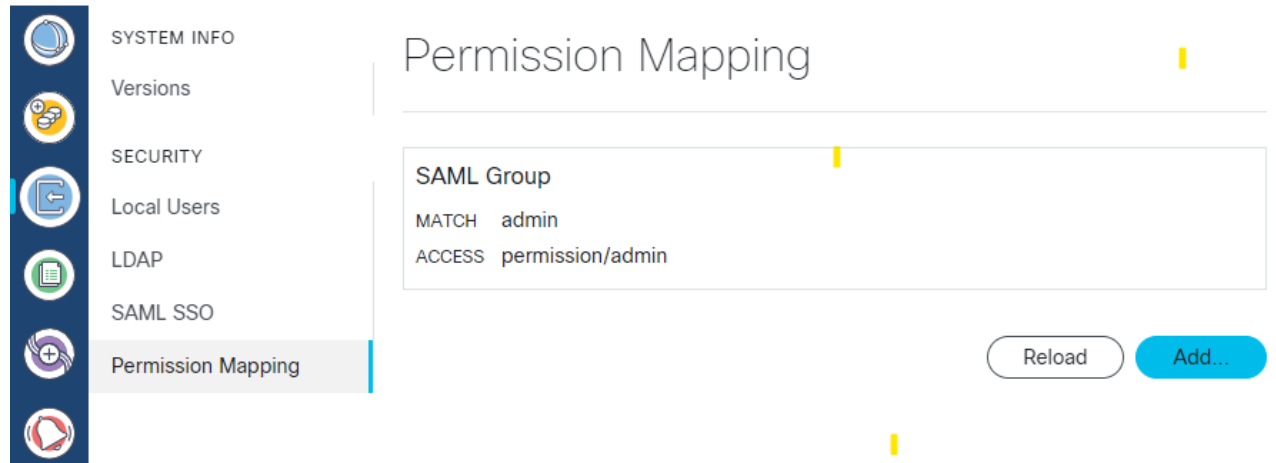 SYSTEM INFO
Versions
SECURITY
Local Users
LDAP
SAML SSO
Permission Mapping
Permission Mapping
SAML Group
MATCH admin
ACCESS permission/admin
Reload
Add...